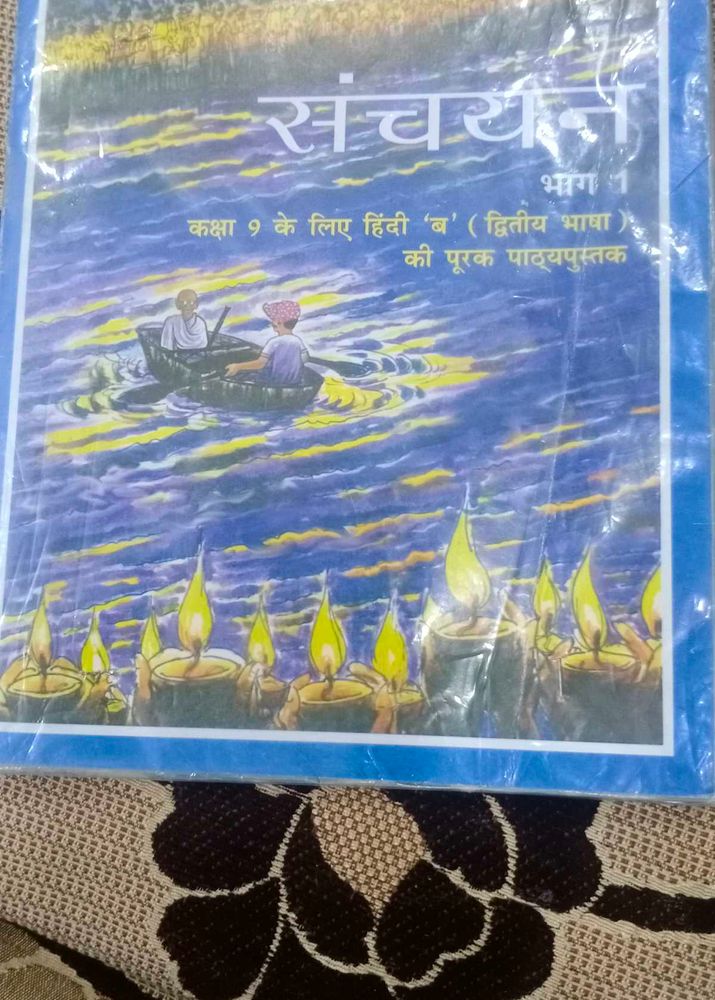 संचयन
भाग 1
कक्षा 9 के लिए हिंदी ‘ब’ ( द्वितीय भाषा )
की पूरक पाठ्यपुस्तक